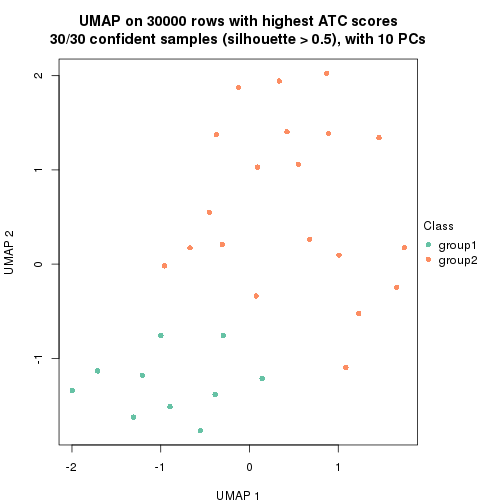 UMAP on 30000 rows with highest ATC scores
30/30 confident samples (silhouette > 0.5), with 10 PCs
2
1
0
-1
UMAP 2
-2
-1
0
1
UMAP 1
Class
group1
group2